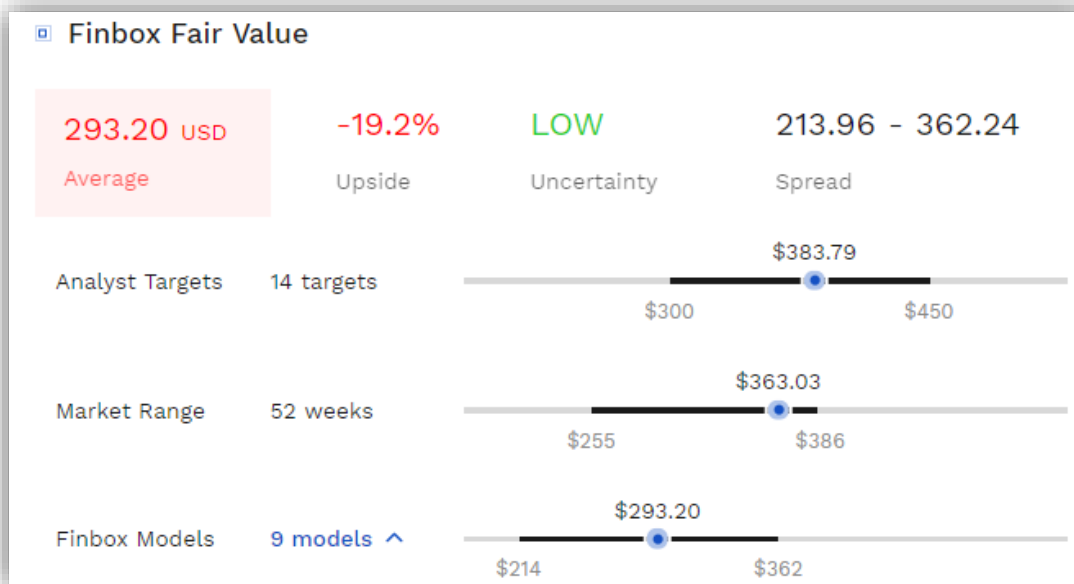 Finbox Fair Value
293.20 USD
-19.2%
LOW
213.96 - 362.24
Average
Upside
Uncertainty
Spread
$383.79
Analyst Targets
14 targets
$300
$450
$363.03
Market Range
52 weeks
$255
$386
$293.20
Finbox Models
9 models
$214
$362